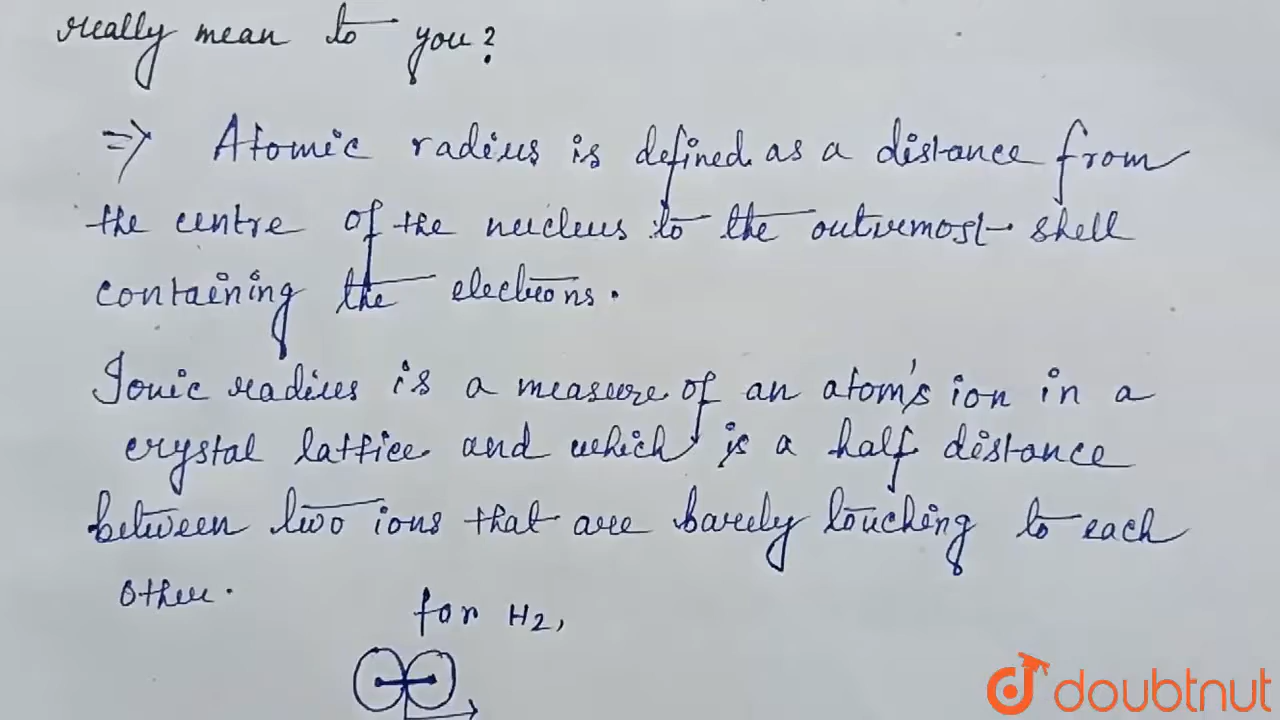 really mean to you?
⇒ Atomic radius is defined as a distance from
the centre of the nucleus to the outermost shell
containing the electrons.
Ionic radius is a measure of an atom's ion in a
crystal lattice and which is a half distance
between two ions that are barely touching to each
other.
for H2,
doubtnut